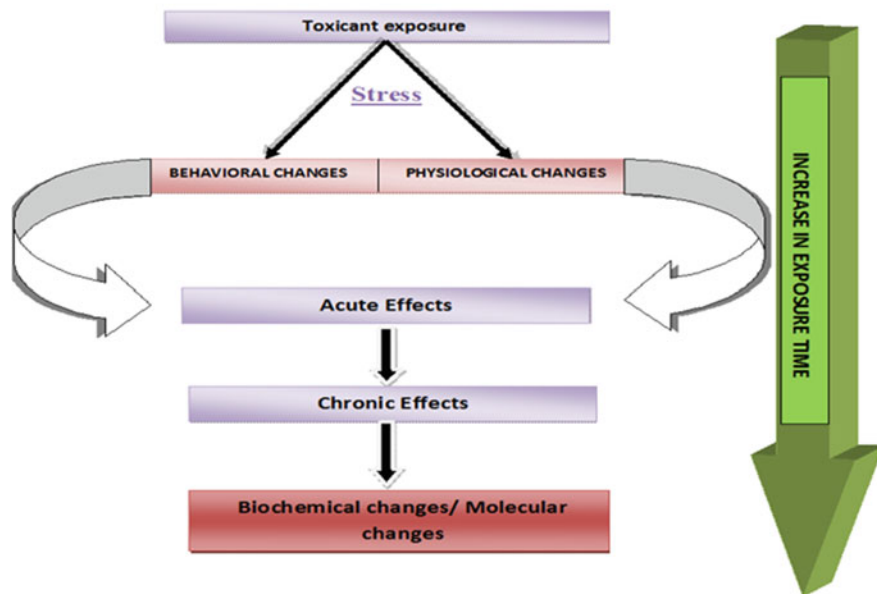 Toxicant exposure
Stress
BEHAVIORAL CHANGES
PHYSIOLOGICAL CHANGES
Acute Effects
Chronic Effects
Biochemical changes/ Molecular
changes
INCREASE IN EXPOSURE TIME